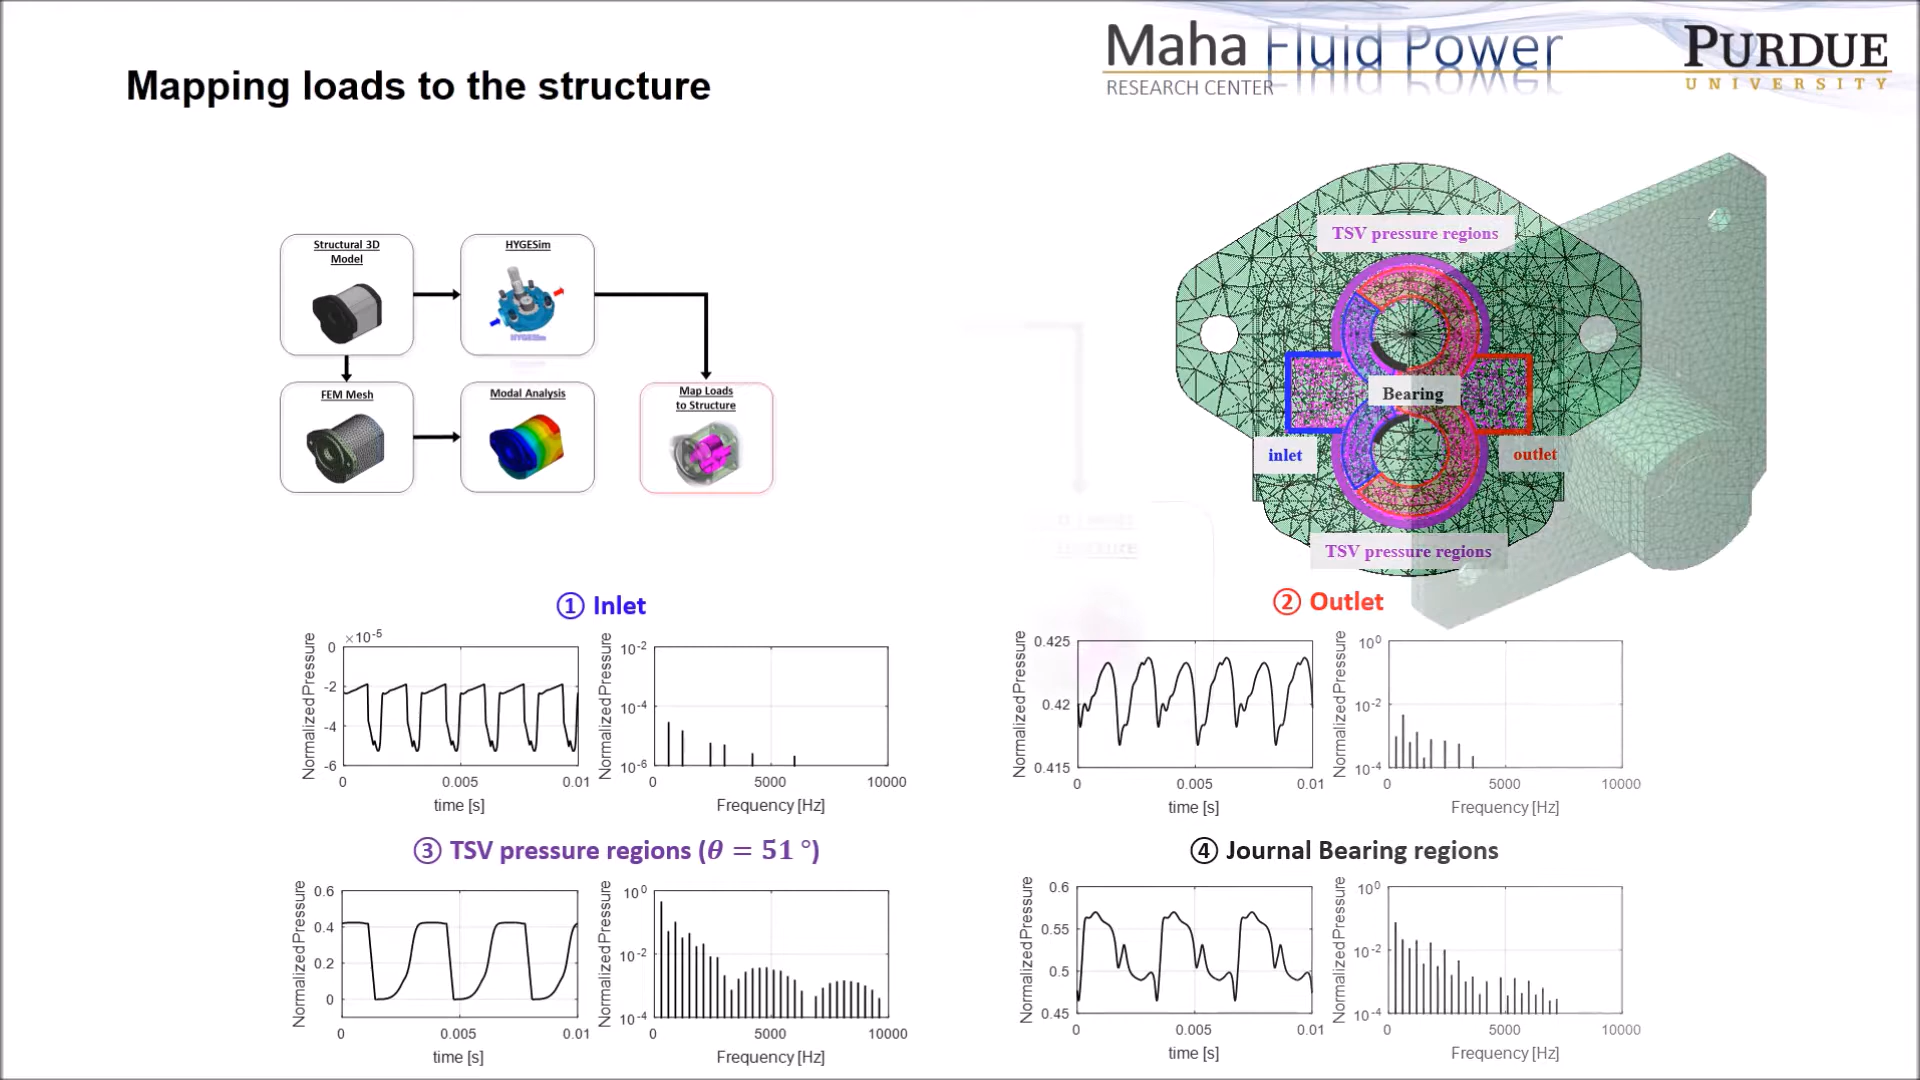 Maha Fluid Power
RESEARCH CENTER
PURDUE
UNIVERSITY
Mapping loads to the structure
Structural 3D
Model
HYGESim
HYGESim
FEM Mesh
Modal Analysis
Map Loads
to Structure
TSV pressure regions
Bearing
inlet
outlet
TSV pressure regions
① Inlet
×10-5
0
-2
-4
-6
Normalized Pressure
0 0.005 0.01
time [s]
10-2
10-4
10-6
Normalized Pressure
0 5000 10000
Frequency [Hz]
② Outlet
0.425
0.42
0.415
Normalized Pressure
0 0.005 0.01
time [s]
100
10-2
10-4
Normalized Pressure
0 5000 10000
Frequency [Hz]
③ TSV pressure regions (θ = 51 °)
0.6
0.4
0.2
0
Normalized Pressure
0 0.005 0.01
time [s]
100
10-2
10-4
Normalized Pressure
0 5000 10000
Frequency [Hz]
④ Journal Bearing regions
0.6
0.55
0.5
0.45
Normalized Pressure
0 0.005 0.01
time [s]
100
10-2
10-4
Normalized Pressure
0 5000 10000
Frequency [Hz]